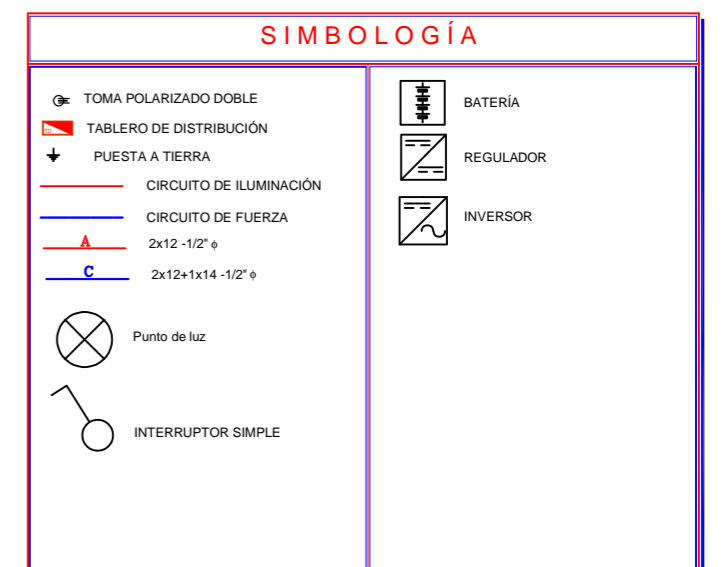 SIMBOLOGÍA
TOMA POLARIZADO DOBLE
TD
TABLERO DE DISTRIBUCIÓN
PUESTA A TIERRA
CIRCUITO DE ILUMINACIÓN
CIRCUITO DE FUERZA
A 2x12 -1/2" ϕ
C 2x12+1x14 -1/2" ϕ
Punto de luz
INTERRUPTOR SIMPLE
BATERÍA
REGULADOR
INVERSOR